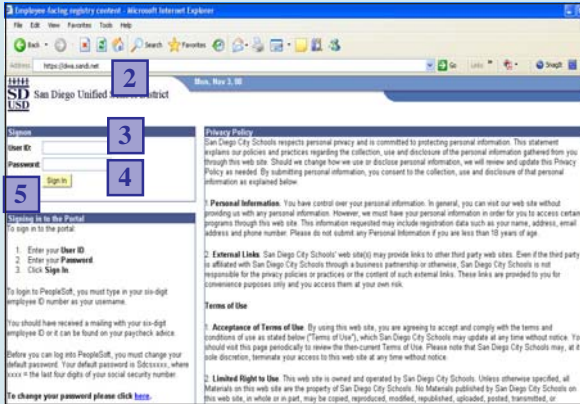 Employee-facing registry content - Microsoft Internet Explorer
File Edit View Favorites Tools Help
Back Search Favorites
Address https://dwa.sandi.net Go Links SnagIt
2
Mon, Nov 3, 08
SD USD San Diego Unified District
Signon
User ID:
3
Password:
4
Sign In
5
Signing in to the Portal
To sign in to the portal:
1. Enter your User ID.
2. Enter your Password.
3. Click Sign In.
To login to PeopleSoft, you must type in your six-digit
employee ID number as your username.
You should have received a mailing with your six-digit
employee ID or it can be found on your paycheck advice.
Before you can log into PeopleSoft, you must change your
default password. Your default password is Sdcsxxxx, where
xxxx = the last four digits of your social security number.
To change your password please click here.
Privacy Policy
San Diego City Schools respects personal privacy and is committed to protecting personal information. This statement
explains our policies and practices regarding the collection, use and disclosure of the personal information gathered from you
through this web site. Should we change how we use or disclose personal information, we will review and update this Privacy
Policy as needed. By submitting personal information, you consent to the collection, use and disclosure of that personal
information as explained below.
1. Personal Information. You have control over your personal information. In general, you can visit our web site without
providing us with any personal information. However, we must have your personal information in order for you to access certain
programs through this web site. This information requested may include registration data such as your name, address, email
address and phone number. Please do not submit any Personal Information if you are less than 18 years of age.
2. External Links. San Diego City Schools' web site(s) may provide links to other third party web sites. Even if the third party
is affiliated with San Diego City Schools through a business partnership or otherwise, San Diego City Schools is not
responsible for the privacy policies or practices or the content of such external links. These links are provided to you for
convenience purposes only and you access them at your own risk.
Terms of Use
1. Acceptance of Terms of Use. By using this web site, you are agreeing to accept and comply with the terms and
conditions of use as stated below ("Terms of Use"), which San Diego City Schools may update at any time without notice. Yo
should visit this page periodically to review the then-current Terms of Use. Please note that San Diego City Schools may, at it
sole discretion, terminate your access to this web site at any time without notice.
2. Limited Right to Use. This web site is owned and operated by San Diego City Schools. Unless otherwise specified, all
Materials on this web site are the property of San Diego City Schools. No Materials published by San Diego City Schools on
this web site, in whole or in part, may be copied, reproduced, modified, republished, uploaded, posted, transmitted, or